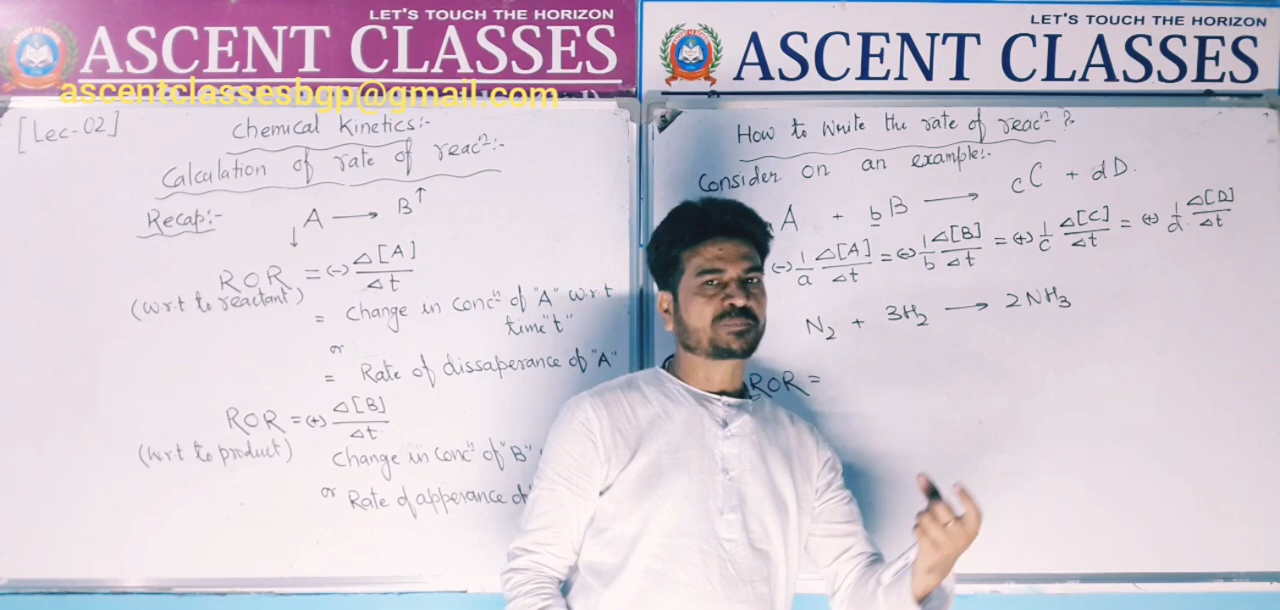 LET'S TOUCH THE HORIZON
ASCENT CLASSES
ascentclassesbgp@gmail.com
[Lec-02]
Chemical Kinetics:-
Calculation of rate of reacⁿ:-
Recap:-
A ⟶ B↑
↓
ROR = (-) Δ[A]/Δt
(w.r.t to reactant)
= Change in concⁿ of "A" w.r.t
time "t"
or
= Rate of dissaperance of "A"
ROR = (+) Δ[B]/Δt
(w.r.t to product)
Change in concⁿ of "B"
or Rate of apperance of
LET'S TOUCH THE HORIZON
ASCENT CLASSES
How to Write the rate of reacⁿ ?
Consider on an example:-
A + bB ⟶ cC + dD.
(-) 1/a Δ[A]/Δt = (-) 1/b Δ[B]/Δt = (+) 1/c Δ[C]/Δt = (+) 1/d Δ[D]/Δt
N₂ + 3H₂ ⟶ 2NH₃
ROR =